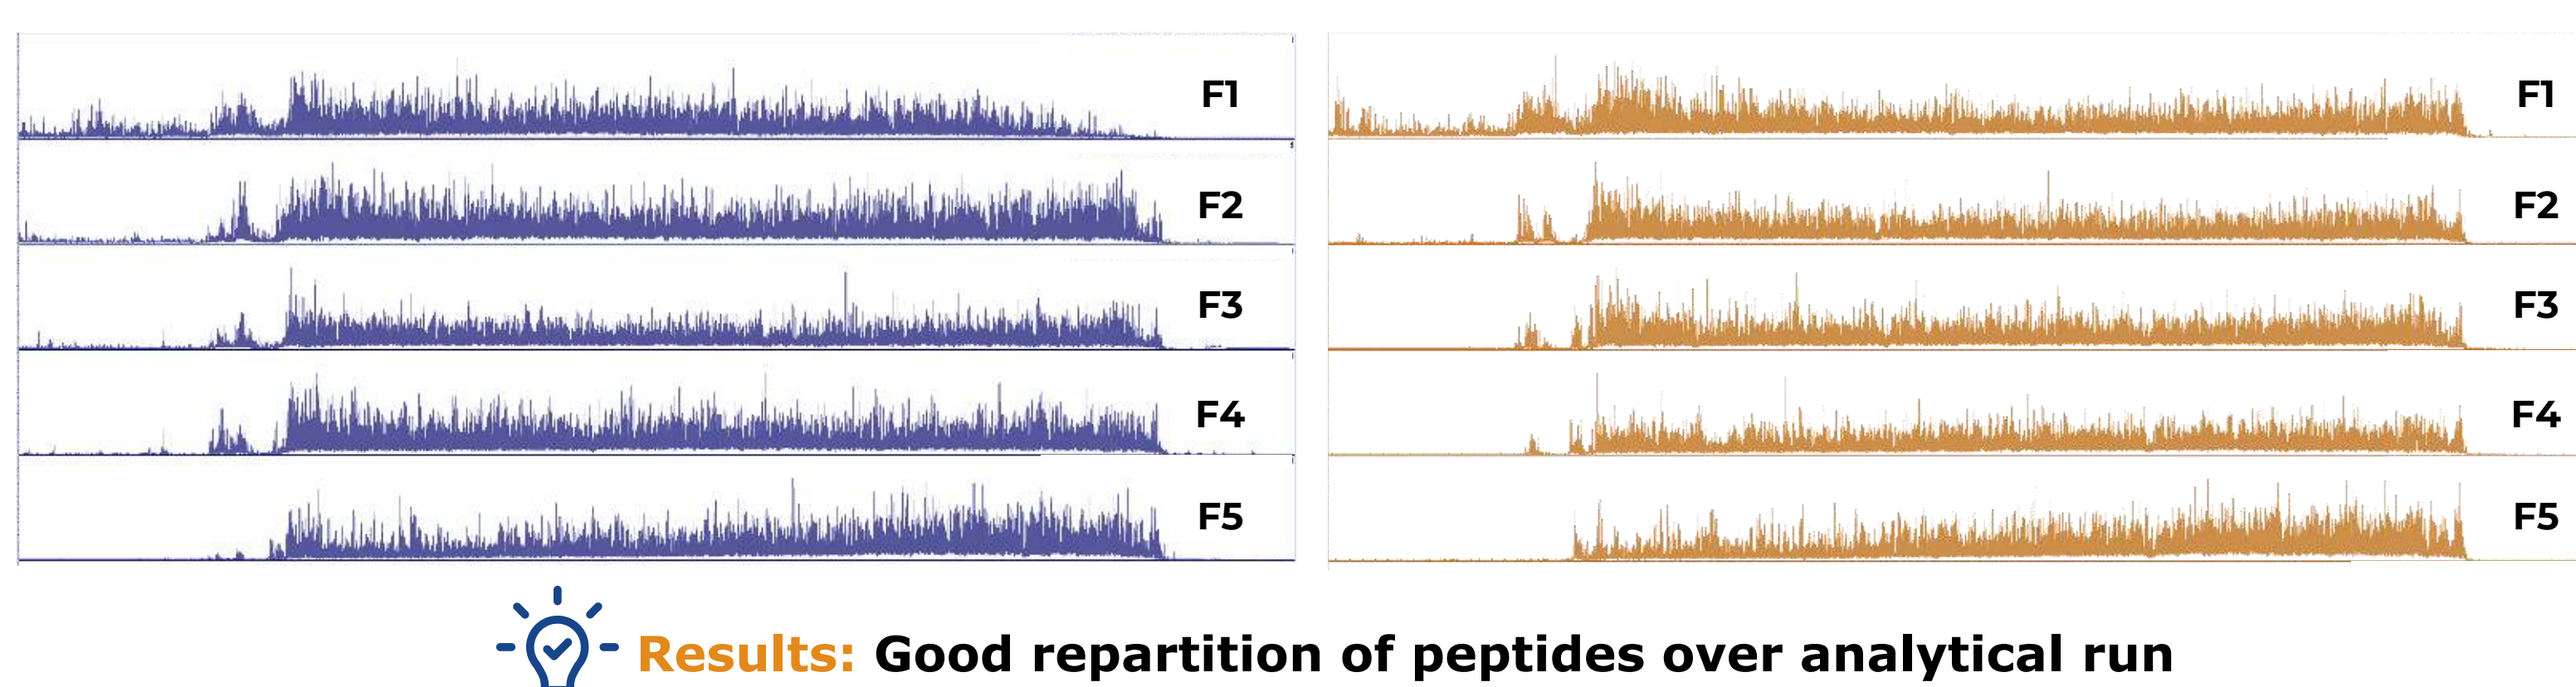 F1
F2
F3
F4
F5
F1
F2
F3
F4
F5
Results: Good repartition of peptides over analytical run